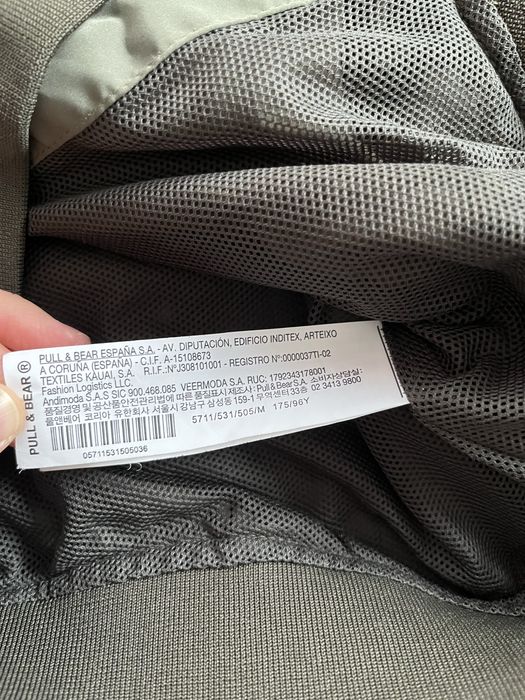 PULL & BEAR ®
PULL & BEAR ESPAÑA S.A. - AV. DIPUTACIÓN, EDIFICIO INDITEX, ARTEIXO
A CORUÑA (ESPAÑA) - C.I.F. A-15108673
TEXTILES KAUAI, S.A. R.I.F.:NºJ308101001 - REGISTRO Nº:0000037TI-02
Fashion Logistics LLC.
Andimoda S.A.S SIC 900.468.085 VEERMODA S.A. RUC: 1792343178001
품질경영 및 공산품안전관리법에 따른 품질표시제조사: Pull&Bear S.A. 소비자상담실:
풀앤베어 코리아 유한회사 서울시 강남구 삼성동 159-1 무역센터 33층 02 3413 9800
5711/531/505/M 175/96Y
05711531505036